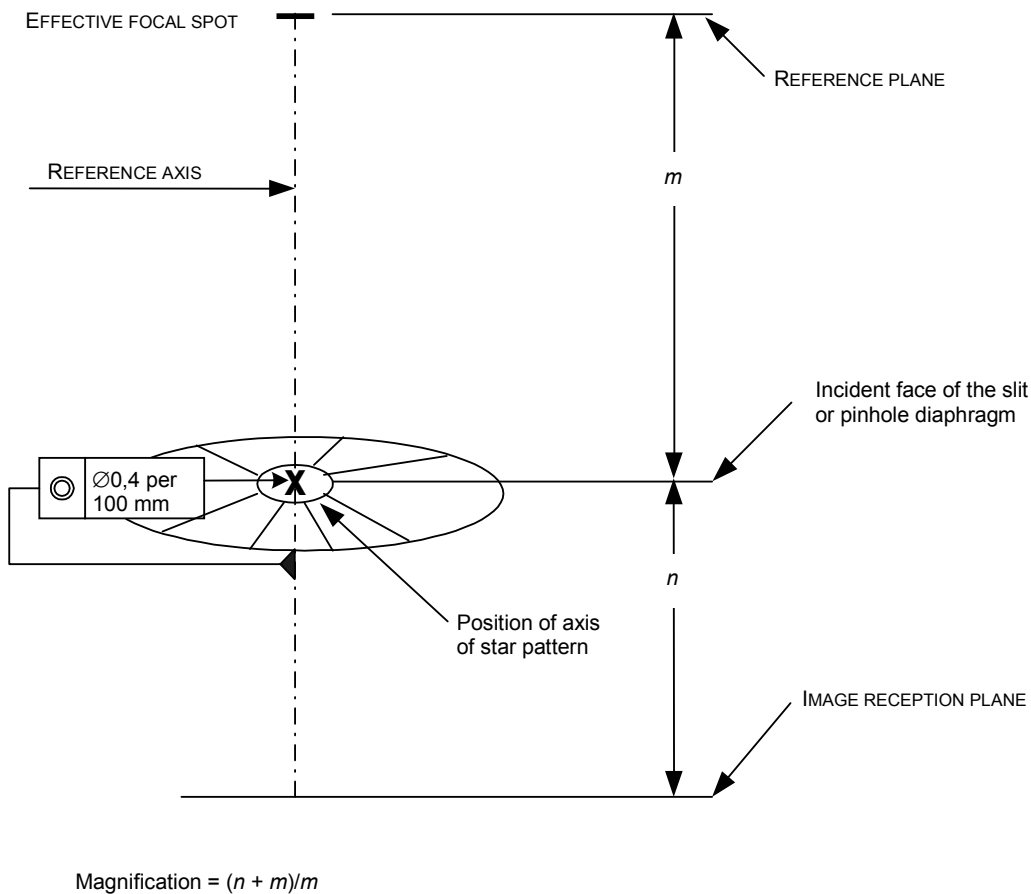 EFFECTIVE FOCAL SPOT
REFERENCE PLANE
REFERENCE AXIS
m
Incident face of the slit
or pinhole diaphragm
∅0,4 per
100 mm
X
n
Position of axis
of star pattern
IMAGE RECEPTION PLANE
Magnification = (n + m)/m